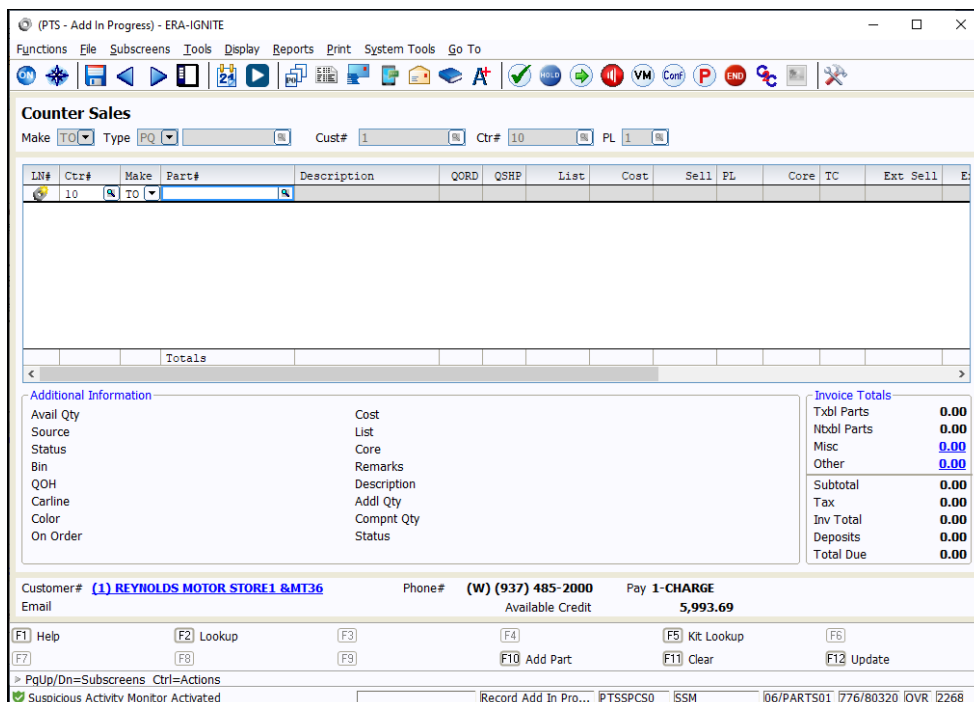 (PTS - Add In Progress) - ERA-IGNITE
Functions File Subscreens Tools Display Reports Print System Tools Go To
ON 24 PO A+ HOLD VM Conf P END
Counter Sales
Make TO Type PQ Cust# 1 Ctr# 10 PL 1
LN# Ctr# Make Part# Description QORD QSHP List Cost Sell PL Core TC Ext Sell E
10 TO
Totals
Additional Information
Avail Qty Cost
Source List
Status Core
Bin Remarks
QOH Description
Carline Addl Qty
Color Compnt Qty
On Order Status
Invoice Totals
Txbl Parts 0.00
Ntxbl Parts 0.00
Misc 0.00
Other 0.00
Subtotal 0.00
Tax 0.00
Inv Total 0.00
Deposits 0.00
Total Due 0.00
Customer# (1) REYNOLDS MOTOR STORE1 &MT36 Phone# (W) (937) 485-2000 Pay 1-CHARGE
Email Available Credit 5,993.69
F1 Help F2 Lookup F3 F4 F5 Kit Lookup F6
F7 F8 F9 F10 Add Part F11 Clear F12 Update
PgUp/Dn=Subscreens Ctrl=Actions
Suspicious Activity Monitor Activated Record Add In Pro... PTSSPCS0 SSM 06/PARTS01 776/80320 OVR 2268